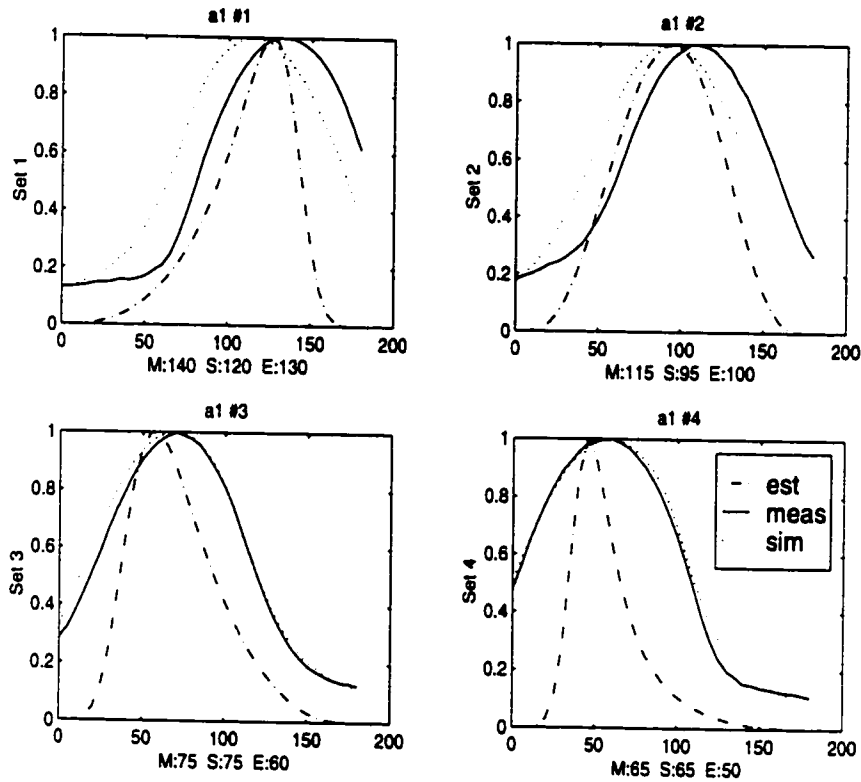 a1 #1
1
0.8
0.6
0.4
0.2
0
Set 1
0 50 100 150 200
M:140 S:120 E:130
a1 #2
1
0.8
0.6
0.4
0.2
0
Set 2
0 50 100 150 200
M:115 S:95 E:100
a1 #3
1
0.8
0.6
0.4
0.2
0
Set 3
0 50 100 150 200
M:75 S:75 E:60
a1 #4
1
0.8
0.6
0.4
0.2
0
Set 4
est
meas
sim
0 50 100 150 200
M:65 S:65 E:50